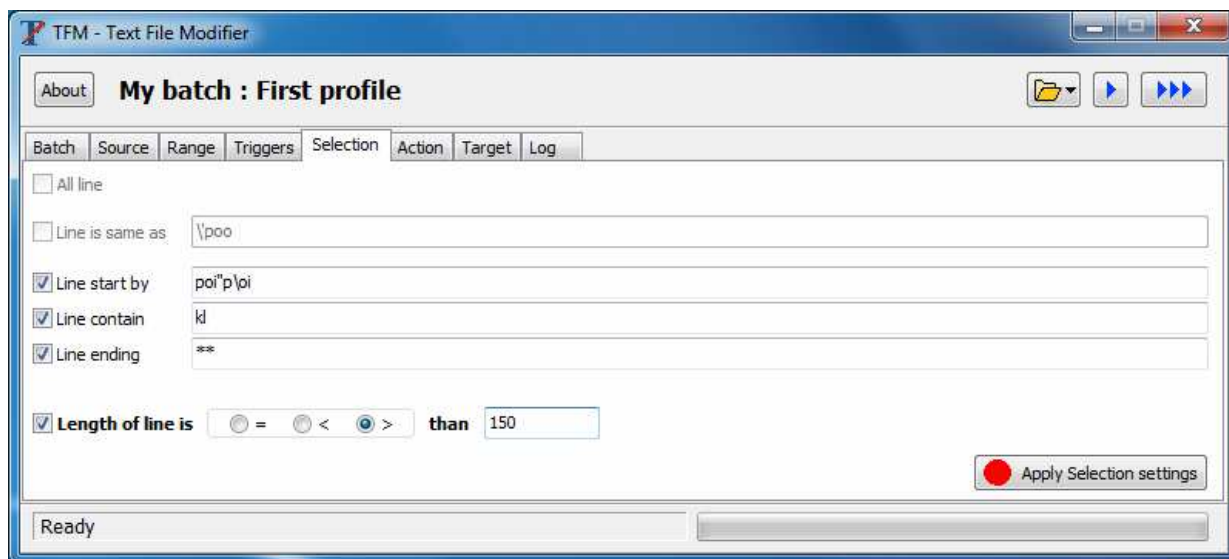 TFM - Text File Modifier
About My batch : First profile
Batch Source Range Triggers Selection Action Target Log
All line
Line is same as \'poo
Line start by poi"p\oi
Line contain kl
Line ending **
Length of line is = < > than 150
Apply Selection settings
Ready